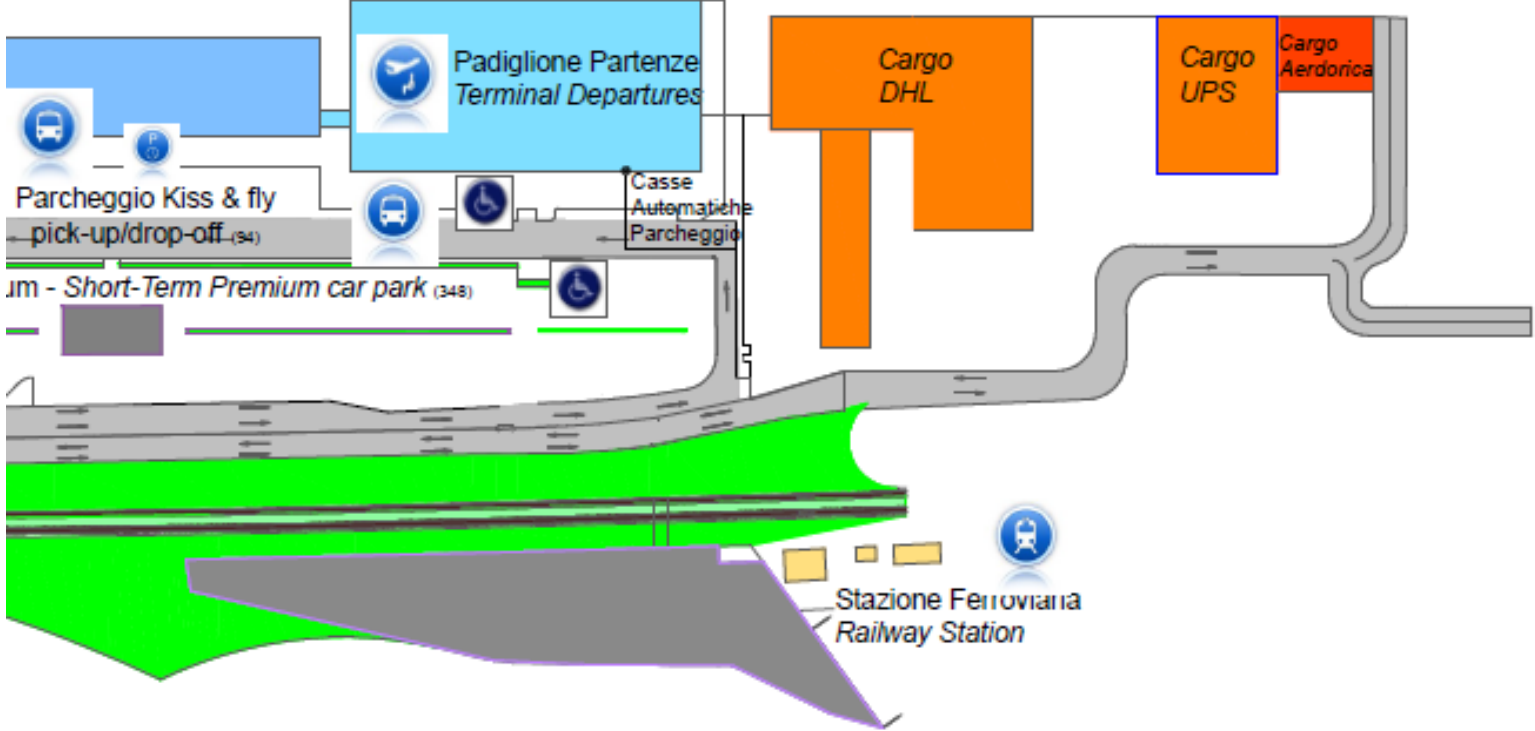 Padiglione Partenze
Terminal Departures
Cargo
DHL
Cargo
UPS
Cargo
Aerdorica
P
Parcheggio Kiss & fly
pick-up/drop-off (94)
Casse
Automatiche
Parcheggio
um - Short-Term Premium car park (348)
Stazione Ferroviaria
Railway Station